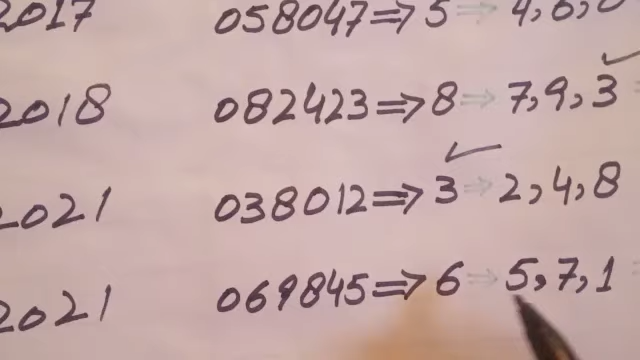 2017 058047 => 5 => 4, 6, 0
2018 082423 => 8 => 7, 9, 3 ✓
2021 038012 => 3 ✓ => 2, 4, 8
2021 069845 => 6 => 5, 7, 1